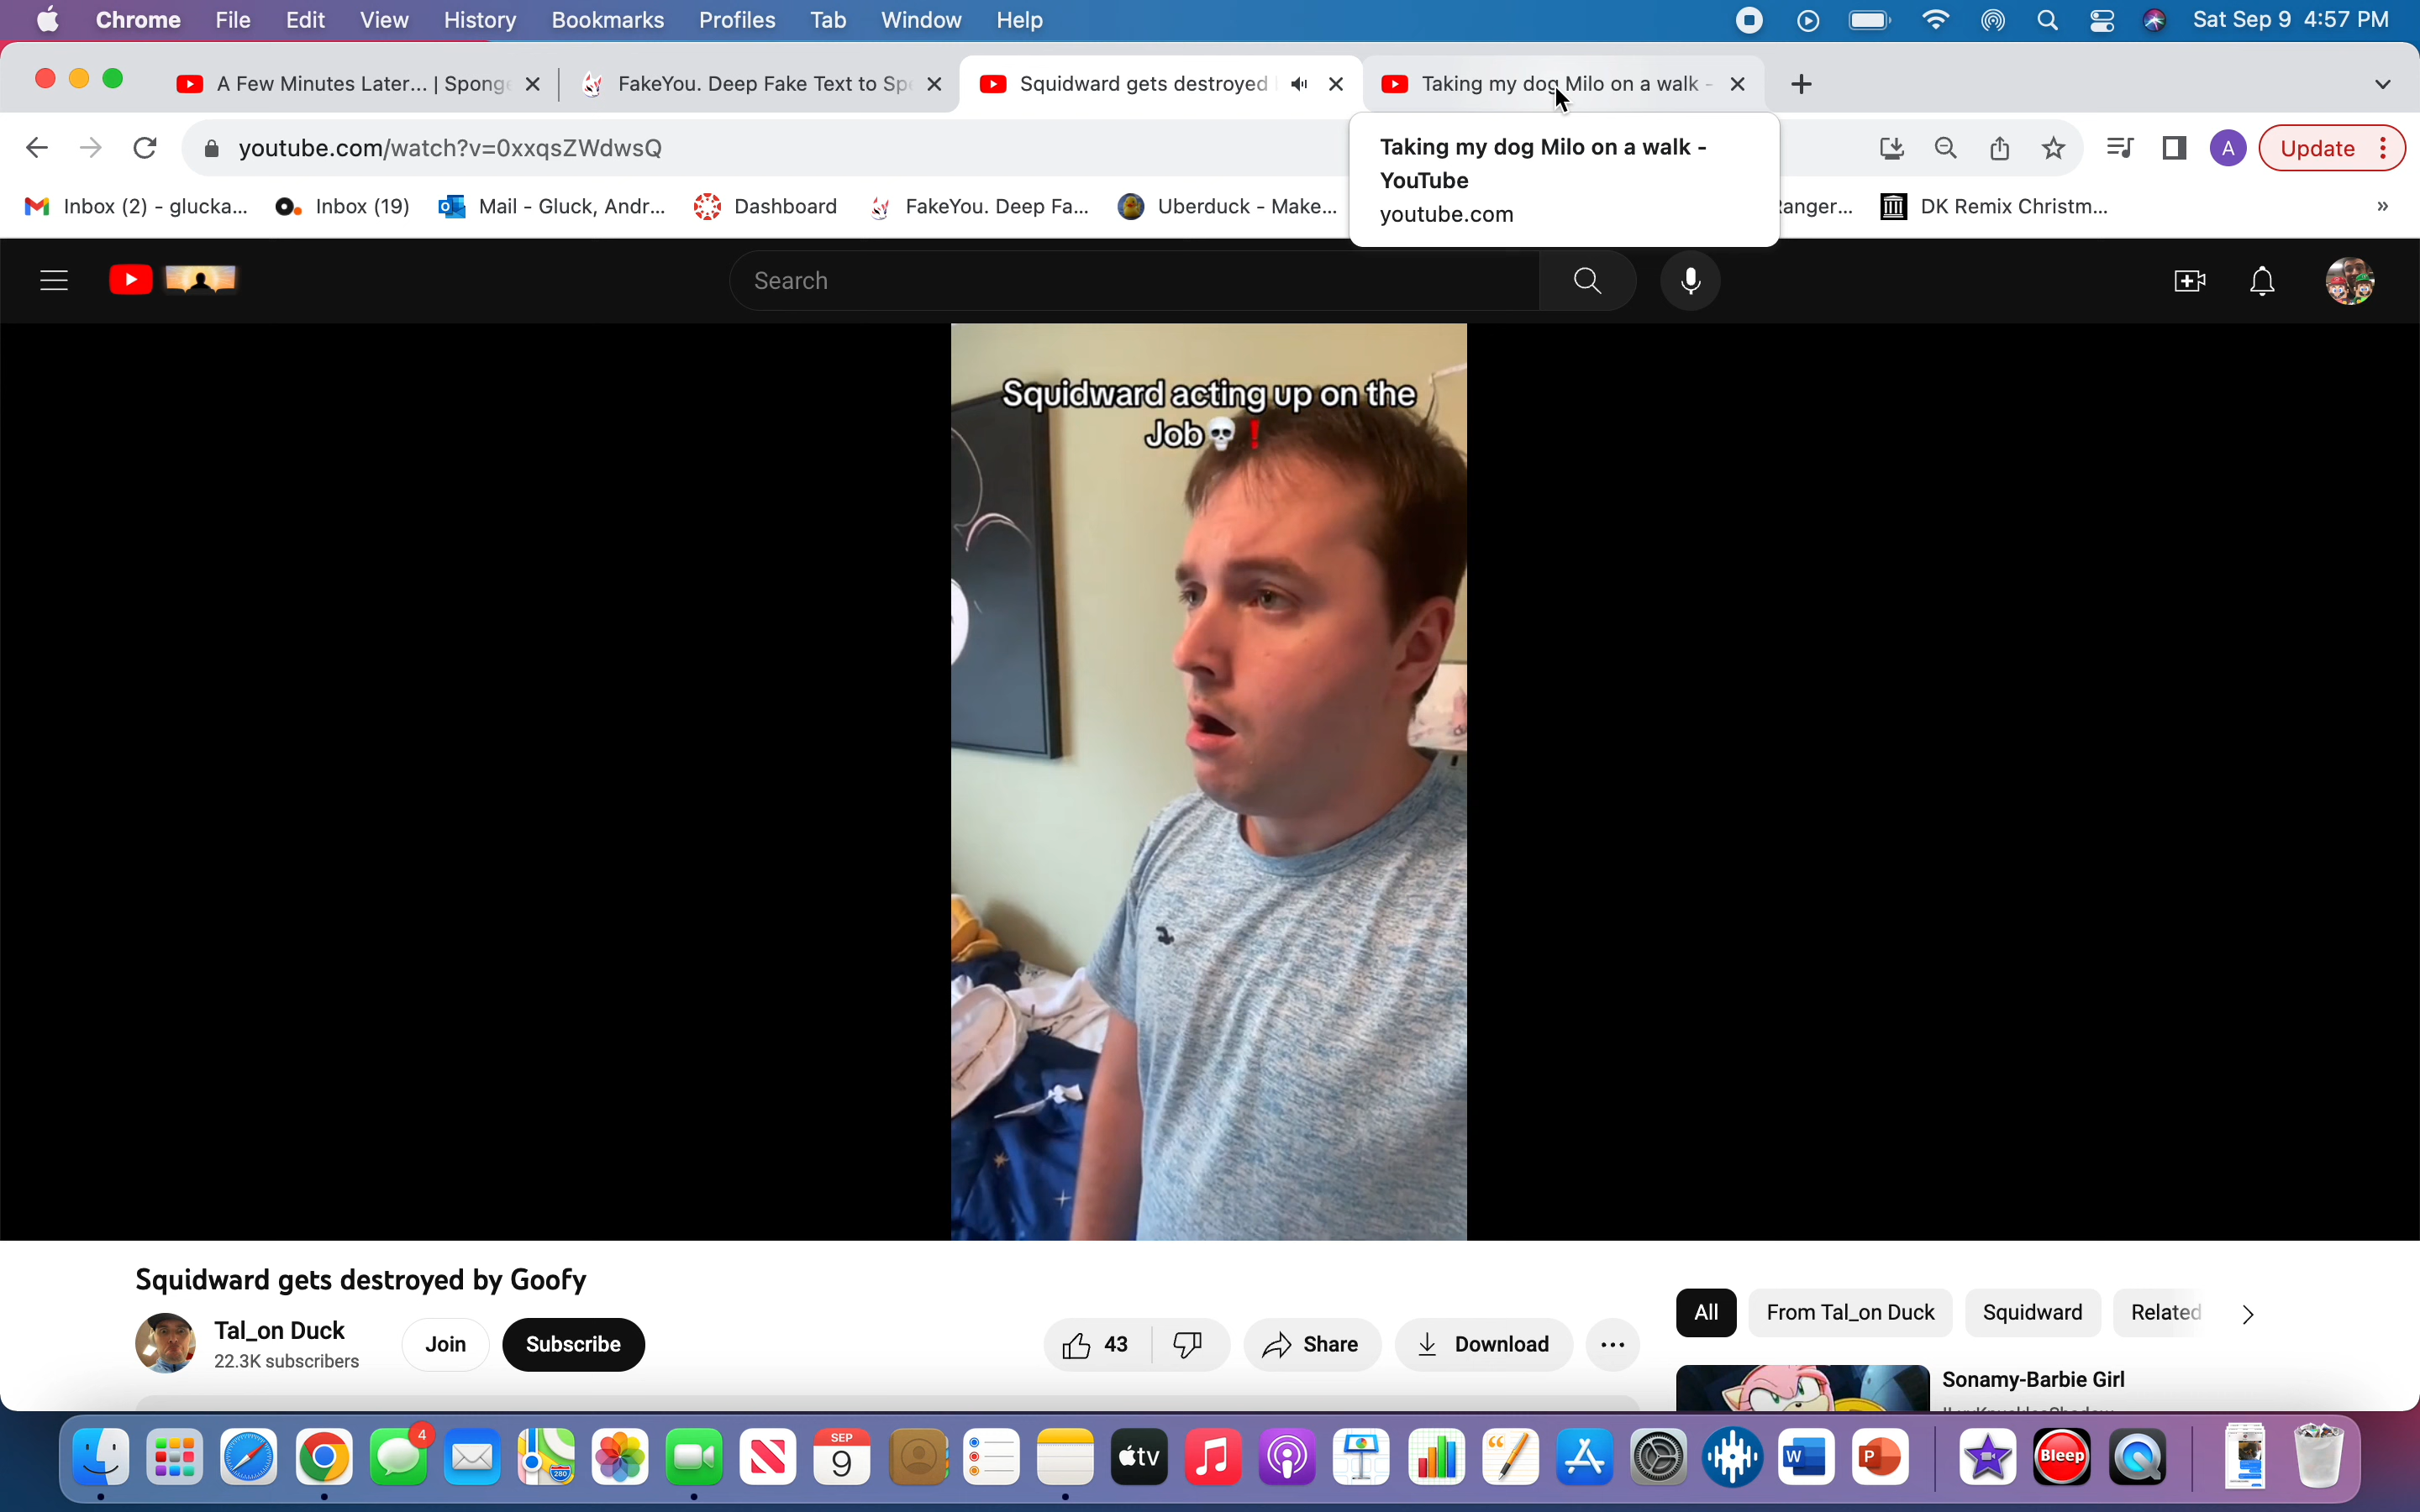 Chrome File Edit View History Bookmarks Profiles Tab Window Help Sat Sep 9 4:57 PM
A Few Minutes Later... | Sponge FakeYou. Deep Fake Text to Sp Squidward gets destroyed Taking my dog Milo on a walk -
youtube.com/watch?v=0xxqsZWdwsQ A Update
Taking my dog Milo on a walk -
YouTube
youtube.com
Inbox (2) - glucka... Inbox (19) Mail - Gluck, Andr... Dashboard FakeYou. Deep Fa... Uberduck - Make... anger... DK Remix Christm... »
Search
Squidward acting up on the
Job💀❗
Squidward gets destroyed by Goofy
Tal_on Duck
22.3K subscribers
Join Subscribe 43 Share Download
All From Tal_on Duck Squidward Related
Sonamy-Barbie Girl
4 280 SEP 9 tv W P Bleep